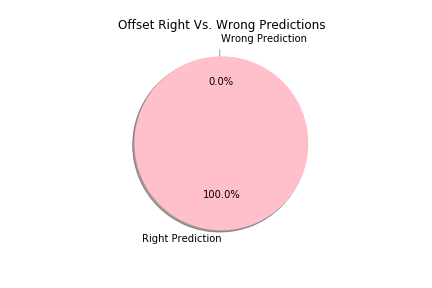 Offset Right Vs. Wrong Predictions
Wrong Prediction
0.0%
100.0%
Right Prediction